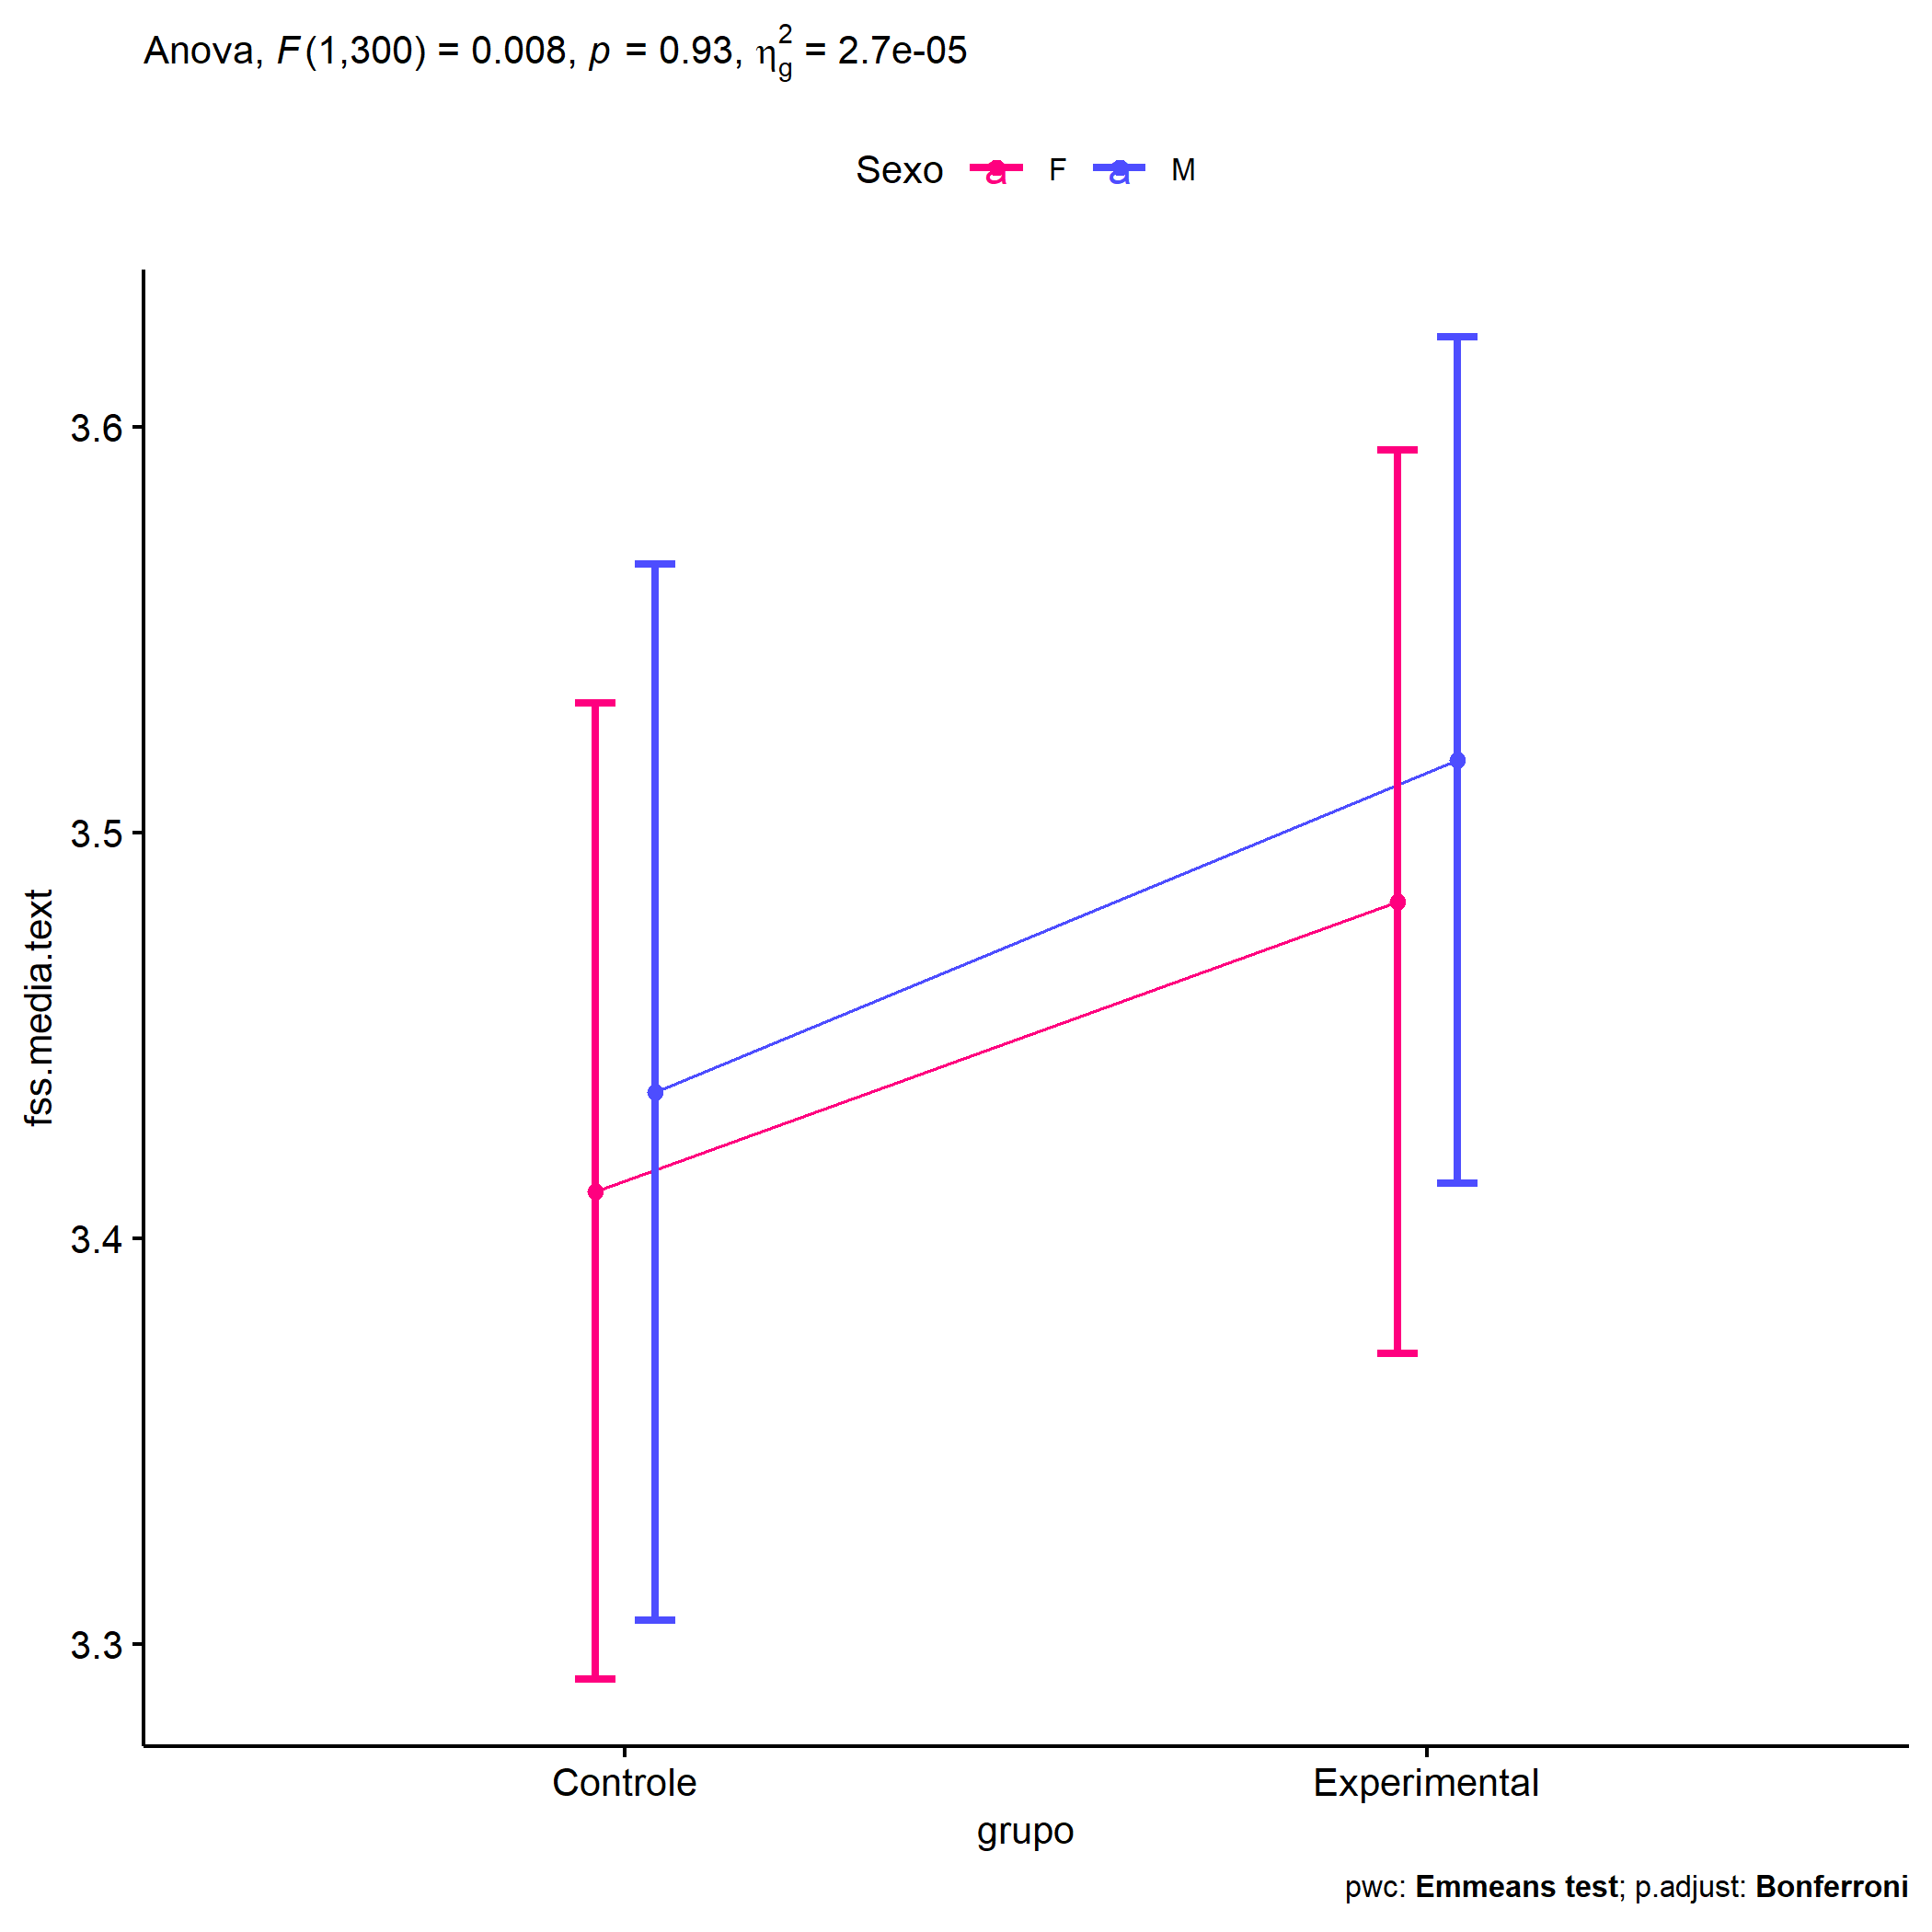 Anova, F(1,300) = 0.008, p = 0.93, η²g = 2.7e-05
Sexo a F a M
3.6
3.5
3.4
3.3
fss.media.text
Controle Experimental
grupo
pwc: Emmeans test; p.adjust: Bonferroni